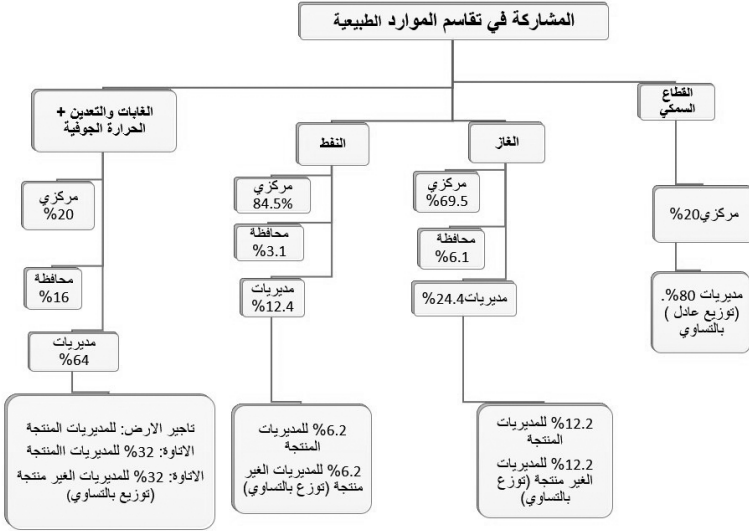 المشاركة في تقاسم الموارد الطبيعية
القطاع
السمكي
مركزي20%
مديريات 80%.
(توزيع عادل )
بالتساوي
الغاز
مركزي
%69.5
محافظة
%6.1
مديريات24.4%
%12.2 للمديريات
المنتجة
%12.2 للمديريات
الغير منتجة (توزع
بالتساوي)
النفط
مركزي
84.5%
محافظة
%3.1
مديريات
%12.4
%6.2 للمديريات
المنتجة
%6.2 للمديريات الغير
منتجة (توزع بالتساوي)
الغابات والتعدين +
الحرارة الجوفية
مركزي
%20
محافظة
%16
مديريات
%64
تاجير الارض: للمديريات المنتجة
الاتاوة: 32% للمديريات االمنتجة
الاتاوة: 32% للمديريات الغير منتجة
(توزيع بالتساوي)